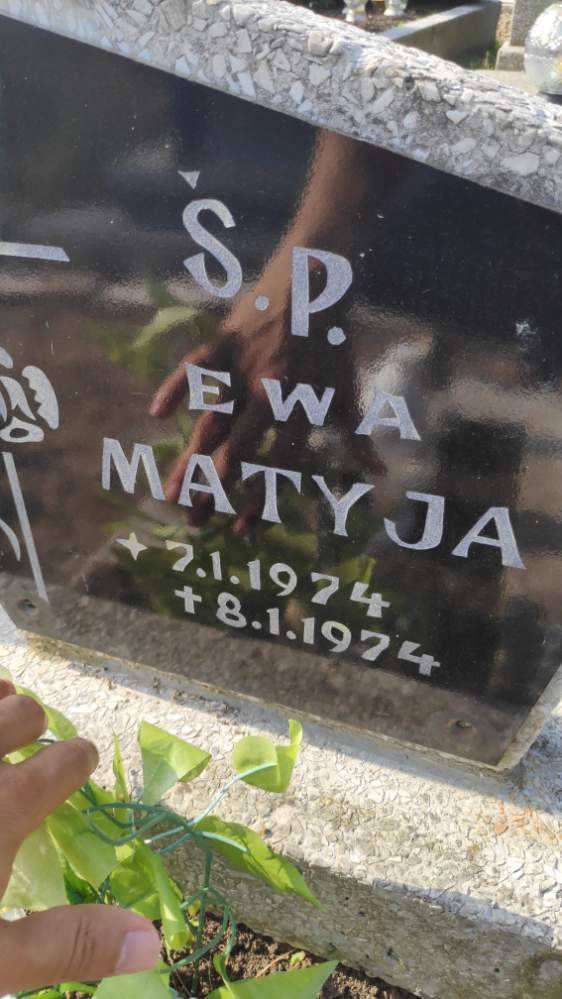 Ś.P.
EWA
MATYJA
✦ 7.1.1974
✝ 8.1.1974